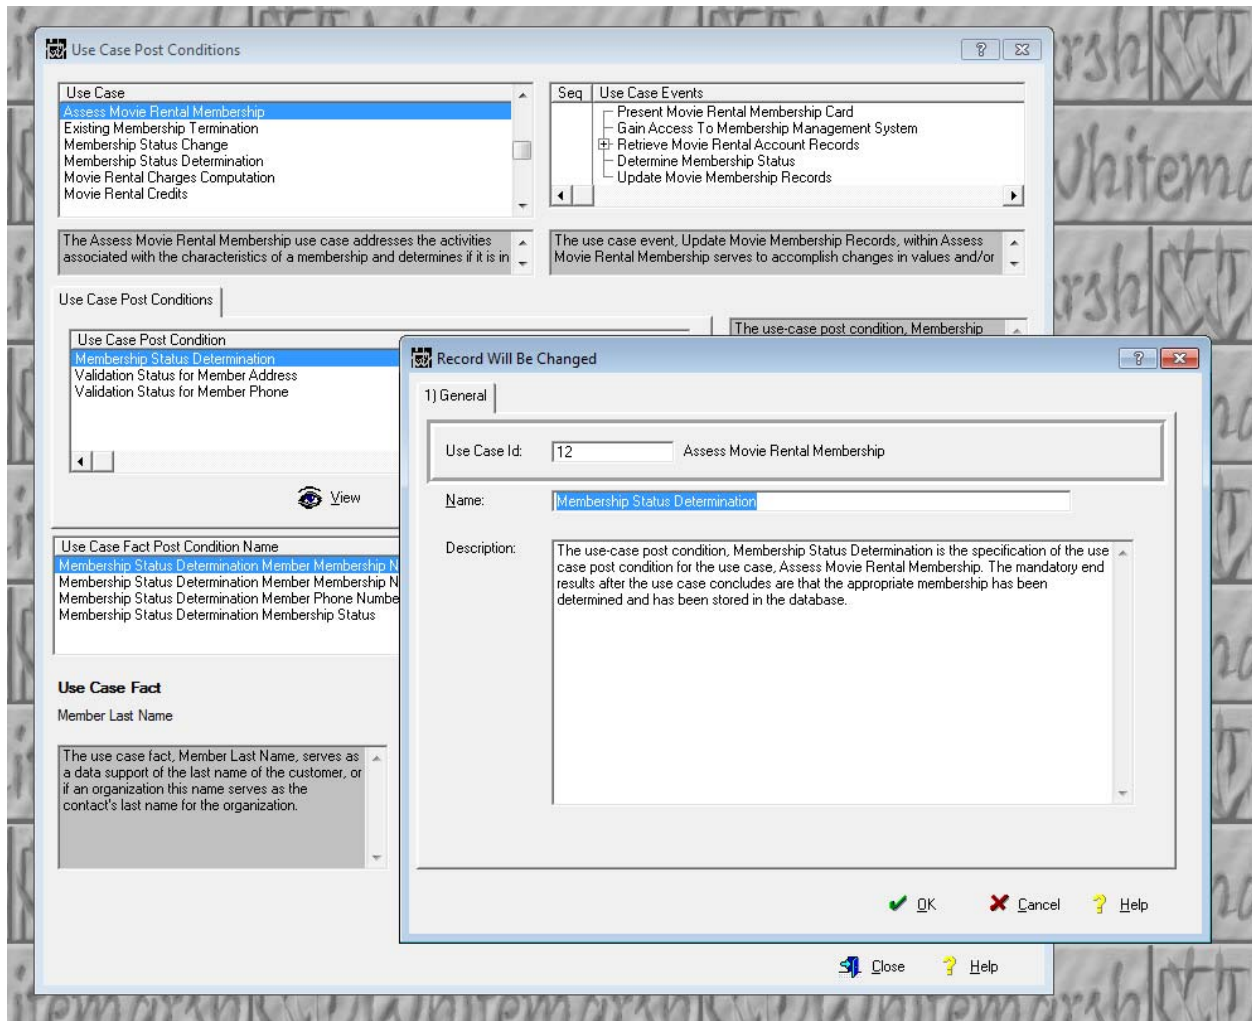 Use Case Post Conditions
Use Case
Assess Movie Rental Membership
Existing Membership Termination
Membership Status Change
Membership Status Determination
Movie Rental Charges Computation
Movie Rental Credits
Seq Use Case Events
Present Movie Rental Membership Card
Gain Access To Membership Management System
Retrieve Movie Rental Account Records
Determine Membership Status
Update Movie Membership Records
The Assess Movie Rental Membership use case addresses the activities
associated with the characteristics of a membership and determines if it is in
The use case event, Update Movie Membership Records, within Assess
Movie Rental Membership serves to accomplish changes in values and/or
Use Case Post Conditions
Use Case Post Condition
Membership Status Determination
Validation Status for Member Address
Validation Status for Member Phone
The use-case post condition, Membership
View
Use Case Fact Post Condition Name
Membership Status Determination Member Membership N
Membership Status Determination Member Membership N
Membership Status Determination Member Phone Numbe
Membership Status Determination Membership Status
Use Case Fact
Member Last Name
The use case fact, Member Last Name, serves as
a data support of the last name of the customer, or
if an organization this name serves as the
contact's last name for the organization.
Record Will Be Changed
1) General
Use Case Id: 12 Assess Movie Rental Membership
Name: Membership Status Determination
Description: The use-case post condition, Membership Status Determination is the specification of the use
case post condition for the use case, Assess Movie Rental Membership. The mandatory end
results after the use case concludes are that the appropriate membership has been
determined and has been stored in the database.
OK Cancel Help
Close Help